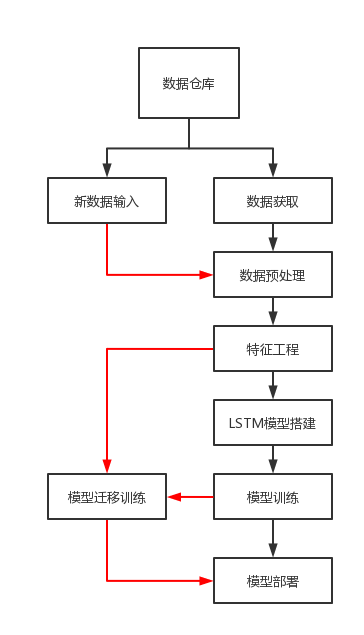 数据仓库
新数据输入
数据获取
数据预处理
特征工程
LSTM模型搭建
模型迁移训练
模型训练
模型部署